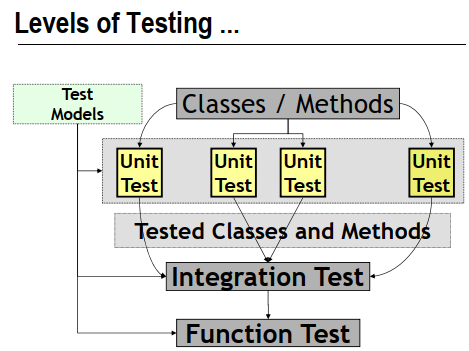 Levels of Testing ...
Test
Models
Classes / Methods
Unit
Test
Unit
Test
Unit
Test
Unit
Test
Tested Classes and Methods
Integration Test
Function Test